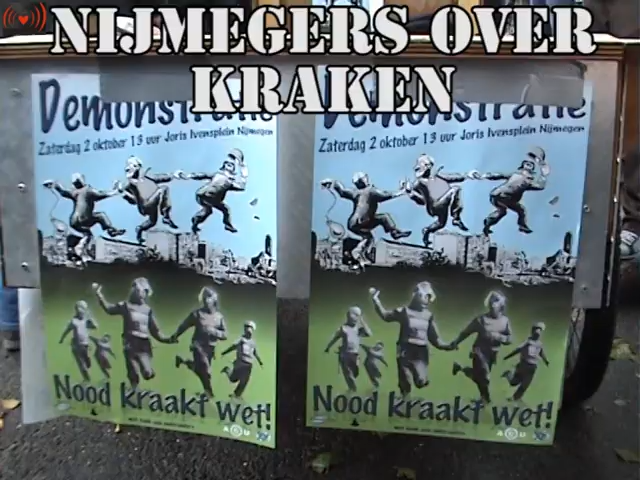 NIJMEGERS OVER
KRAKEN
Demonstratie
Zaterdag 2 oktober 13 uur Joris Ivensplein Nijmegen
Nood kraakt wet!
Demonstratie
Zaterdag 2 oktober 13 uur Joris Ivensplein Nijmegen
Nood kraakt wet!